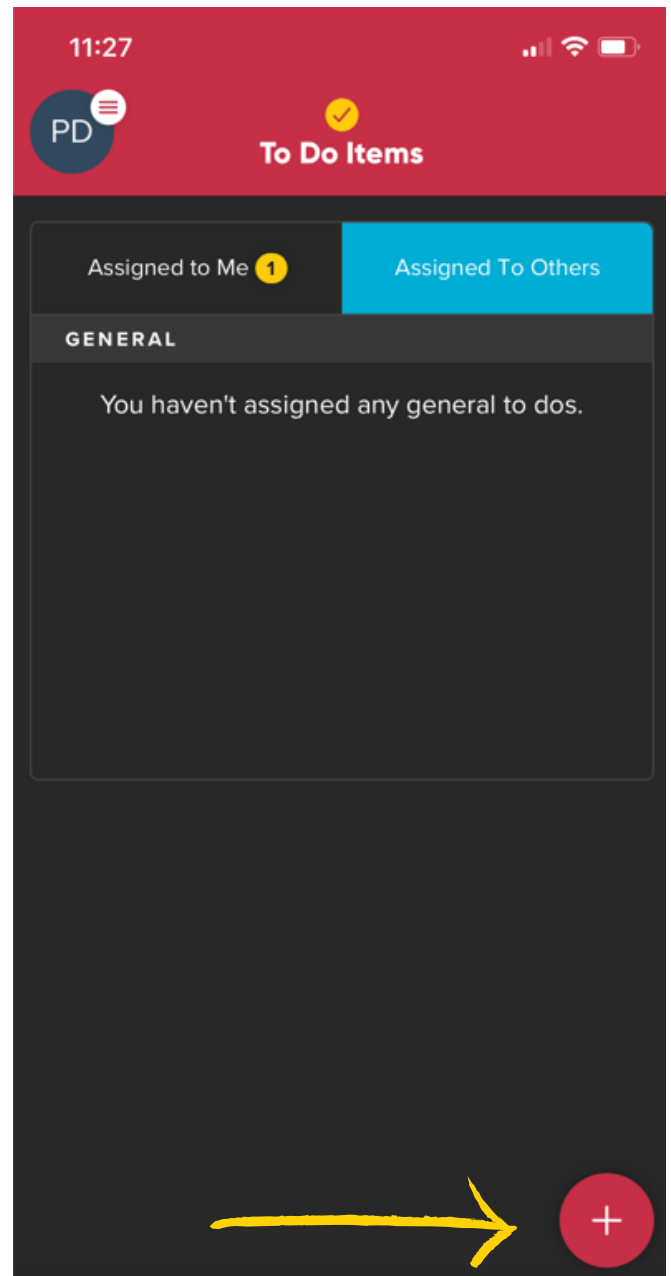 11:27
PD
To Do Items
Assigned to Me 1
Assigned To Others
GENERAL
You haven't assigned any general to dos.
+